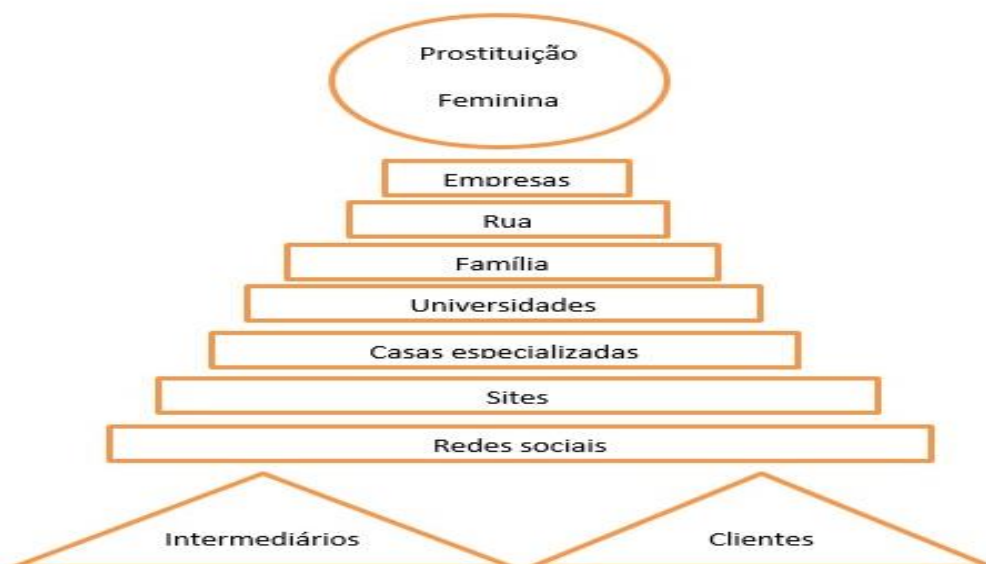 Prostituição
Feminina
Empresas
Rua
Família
Universidades
Casas especializadas
Sites
Redes sociais
Intermediários
Clientes